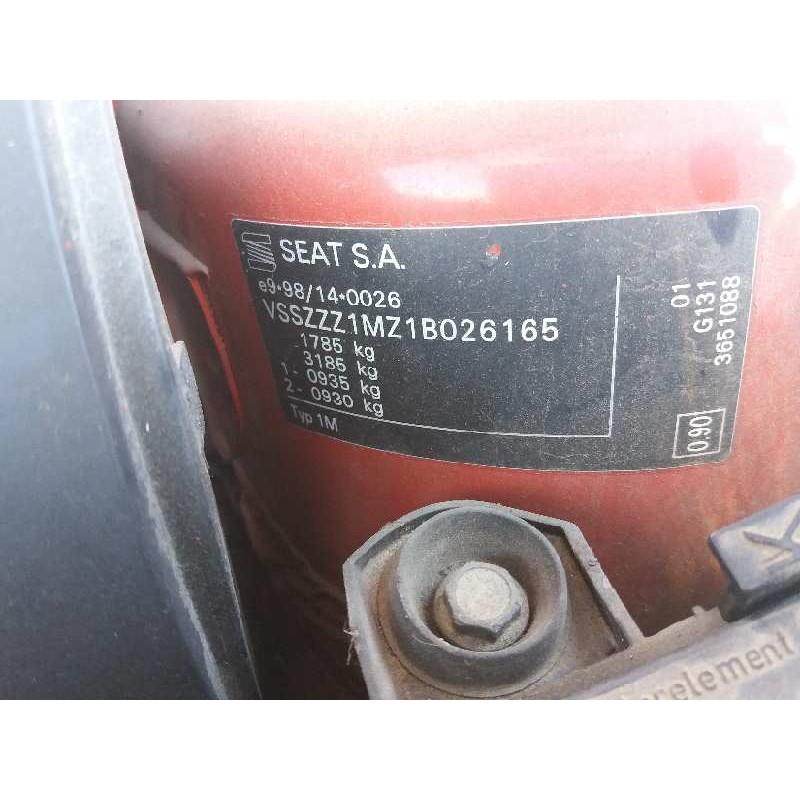 SEAT S.A.
e9*98/14*0026
VSSZZZ1MZ1B026165
1785 kg
3185 kg
1- 0935 kg
2- 0930 kg
Typ 1M
01
G131
3651088
0.90